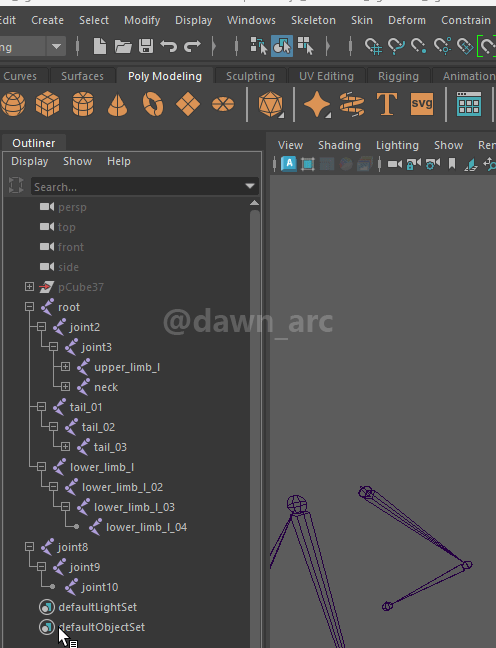 Edit Create Select Modify Display Windows Skeleton Skin Deform Constrain
ng
Curves Surfaces Poly Modeling Sculpting UV Editing Rigging Animation
svg
Outliner
Display Show Help
View Shading Lighting Show
A
Search...
persp
top
front
side
pCube37
root
joint2
joint3
upper_limb_l
neck
tail_01
tail_02
tail_03
lower_limb_l
lower_limb_l_02
lower_limb_l_03
lower_limb_l_04
joint8
joint9
joint10
defaultLightSet
defaultObjectSet
@dawn_arc